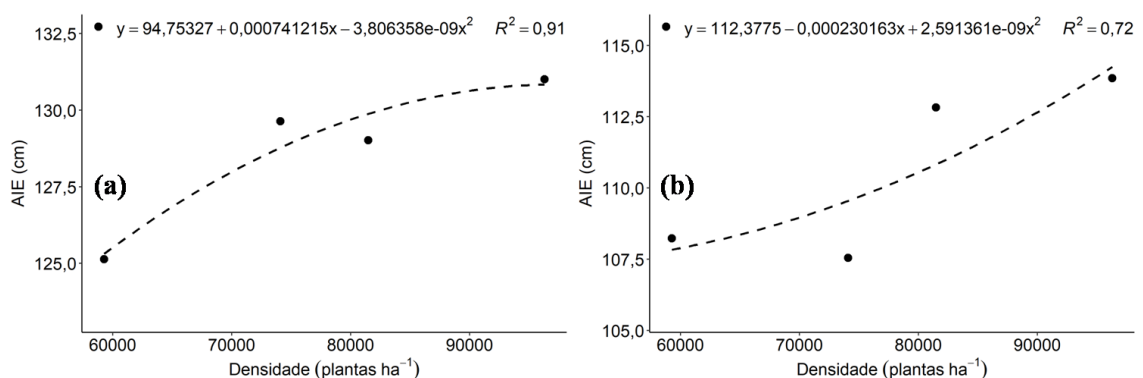 y = 94,75327 + 0,000741215x − 3,806358e-09x² R² = 0,91
132,5
130,0
127,5
125,0
AIE (cm)
(a)
60000 70000 80000 90000
Densidade (plantas ha⁻¹)
y = 112,3775 − 0,000230163x + 2,591361e-09x² R² = 0,72
115,0
112,5
110,0
107,5
105,0
AIE (cm)
(b)
60000 70000 80000 90000
Densidade (plantas ha⁻¹)